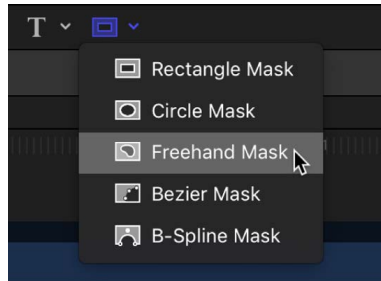 T
Rectangle Mask
Circle Mask
Freehand Mask
Bezier Mask
B-Spline Mask